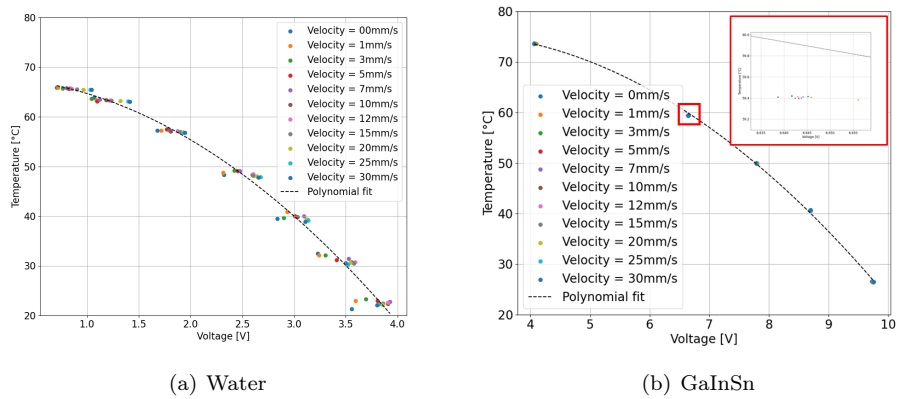 80
70
60
50
40
30
20
Temperature [°C]
1.0 1.5 2.0 2.5 3.0 3.5 4.0
Voltage [V]
Velocity = 00mm/s
Velocity = 1mm/s
Velocity = 3mm/s
Velocity = 5mm/s
Velocity = 7mm/s
Velocity = 10mm/s
Velocity = 12mm/s
Velocity = 15mm/s
Velocity = 20mm/s
Velocity = 25mm/s
Velocity = 30mm/s
Polynomial fit
(a) Water
80
70
60
50
40
30
20
Temperature [°C]
4 5 6 7 8 9 10
Voltage [V]
Velocity = 0mm/s
Velocity = 1mm/s
Velocity = 3mm/s
Velocity = 5mm/s
Velocity = 7mm/s
Velocity = 10mm/s
Velocity = 12mm/s
Velocity = 15mm/s
Velocity = 20mm/s
Velocity = 25mm/s
Velocity = 30mm/s
Polynomial fit
Temperature [°C]
Voltage [V]
(b) GaInSn